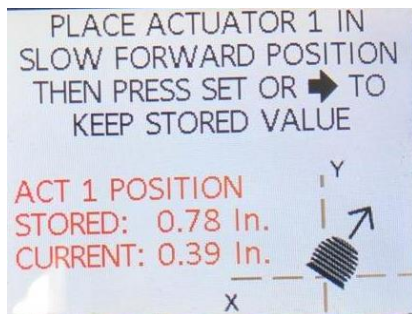 PLACE ACTUATOR 1 IN
SLOW FORWARD POSITION
THEN PRESS SET OR ➡ TO
KEEP STORED VALUE
ACT 1 POSITION
STORED: 0.78 In.
CURRENT: 0.39 In.
Y
X